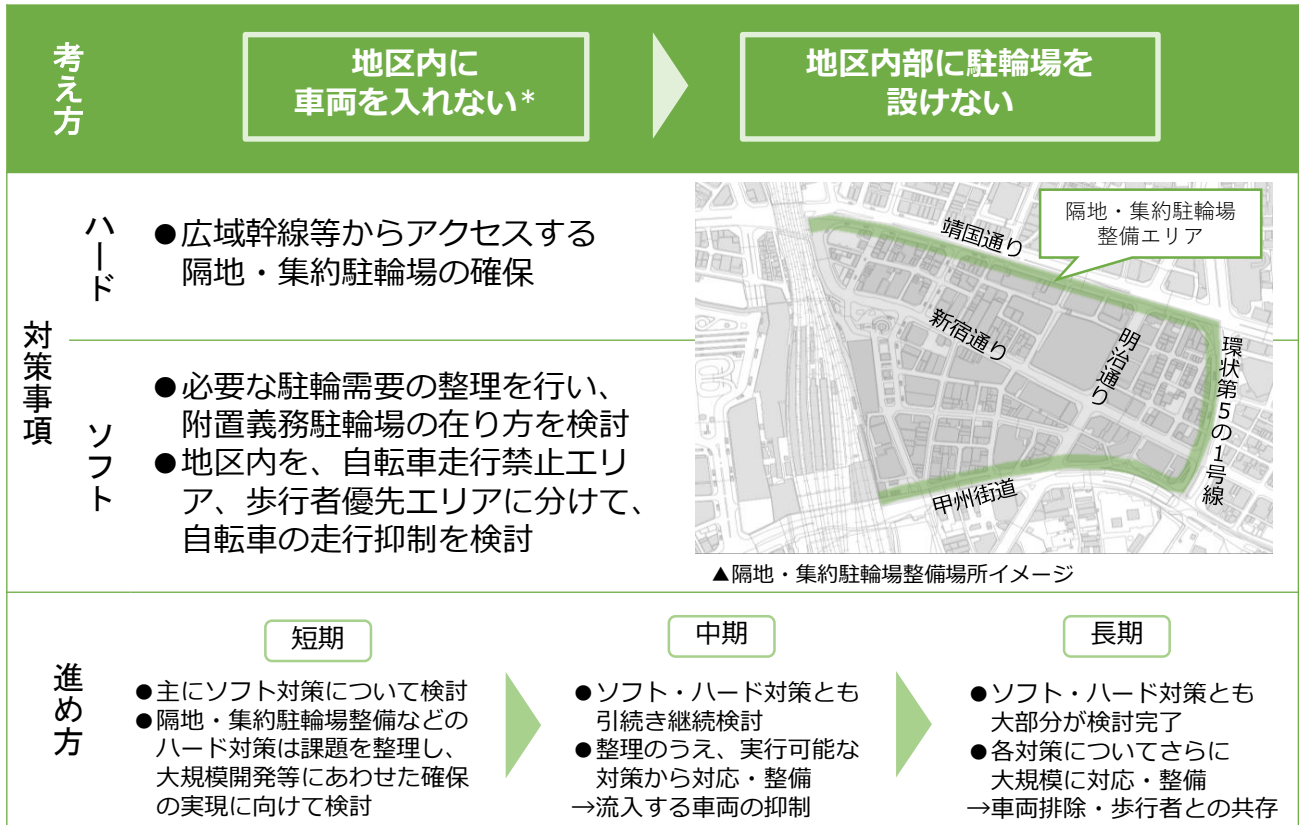 考え方
地区内に
車両を入れない*
地区内部に駐輪場を
設けない
対策事項
ハード
●広域幹線等からアクセスする
隔地・集約駐輪場の確保
ソフト
●必要な駐輪需要の整理を行い、
附置義務駐輪場の在り方を検討
●地区内を、自転車走行禁止エリ
ア、歩行者優先エリアに分けて、
自転車の走行抑制を検討
隔地・集約駐輪場
整備エリア
靖国通り
新宿通り
明治通り
環状第5の1号線
甲州街道
▲隔地・集約駐輪場整備場所イメージ
進め方
短期
●主にソフト対策について検討
●隔地・集約駐輪場整備などの
ハード対策は課題を整理し、
大規模開発等にあわせた確保
の実現に向けて検討
中期
●ソフト・ハード対策とも
引続き継続検討
●整理のうえ、実行可能な
対策から対応・整備
→流入する車両の抑制
長期
●ソフト・ハード対策とも
大部分が検討完了
●各対策についてさらに
大規模に対応・整備
→車両排除・歩行者との共存